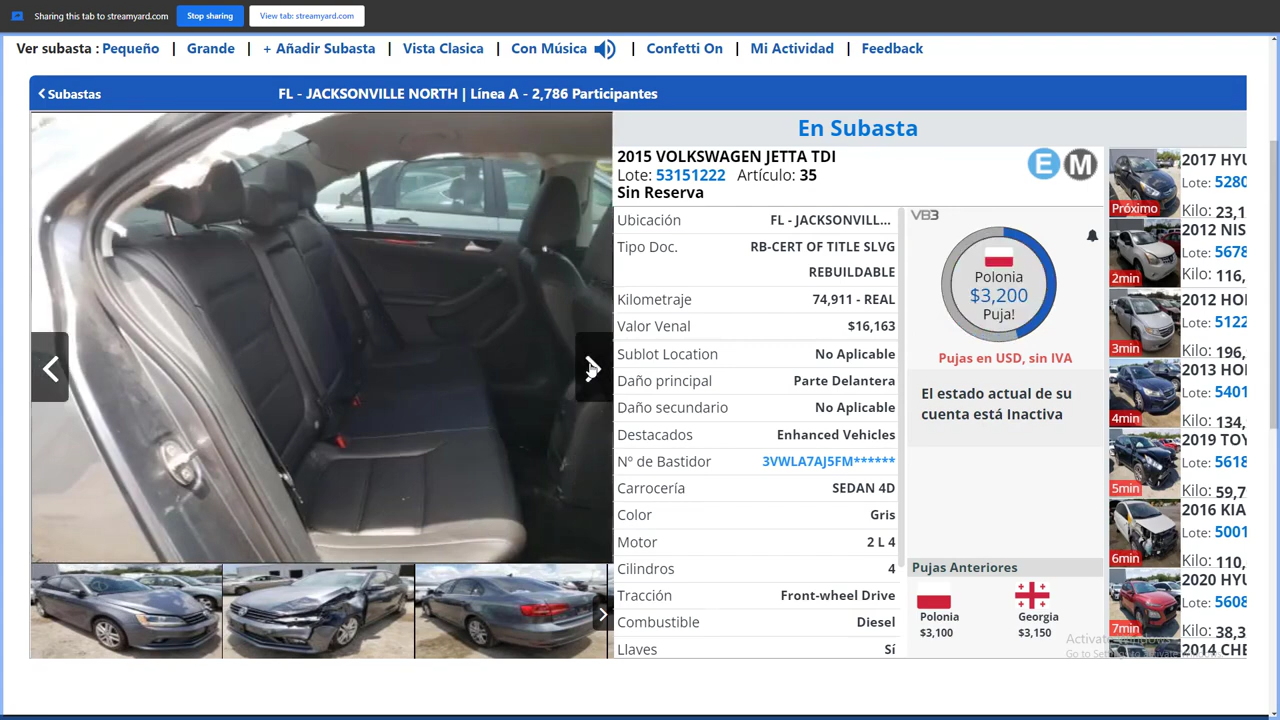 Sharing this tab to streamyard.com
Stop sharing
View tab: streamyard.com
Ver subasta : Pequeño | Grande | + Añadir Subasta | Vista Clasica | Con Música | Confetti On | Mi Actividad | Feedback
Subastas
FL - JACKSONVILLE NORTH | Línea A - 2,786 Participantes
En Subasta
2015 VOLKSWAGEN JETTA TDI
Lote: 53151222 Artículo: 35
Sin Reserva
E M
Ubicación FL - JACKSONVILL...
Tipo Doc. RB-CERT OF TITLE SLVG
REBUILDABLE
Kilometraje 74,911 - REAL
Valor Venal $16,163
Sublot Location No Aplicable
Daño principal Parte Delantera
Daño secundario No Aplicable
Destacados Enhanced Vehicles
Nº de Bastidor 3VWLA7AJ5FM******
Carrocería SEDAN 4D
Color Gris
Motor 2 L 4
Cilindros 4
Tracción Front-wheel Drive
Combustible Diesel
Llaves Sí
VB3
Polonia
$3,200
Puja!
Pujas en USD, sin IVA
El estado actual de su
cuenta está Inactiva
Pujas Anteriores
Polonia
$3,100
Georgia
$3,150
Próximo
2017 HYU
Lote: 5280
Kilo: 23,1
2min
2012 NIS
Lote: 5678
Kilo: 116,
3min
2012 HO
Lote: 5122
Kilo: 196,
4min
2013 HO
Lote: 5401
Kilo: 134,
5min
2019 TOY
Lote: 5618
Kilo: 59,7
6min
2016 KIA
Lote: 5001
Kilo: 110,
7min
2020 HYU
Lote: 5608
Kilo: 38,3
2014 CHE
Activate Windows